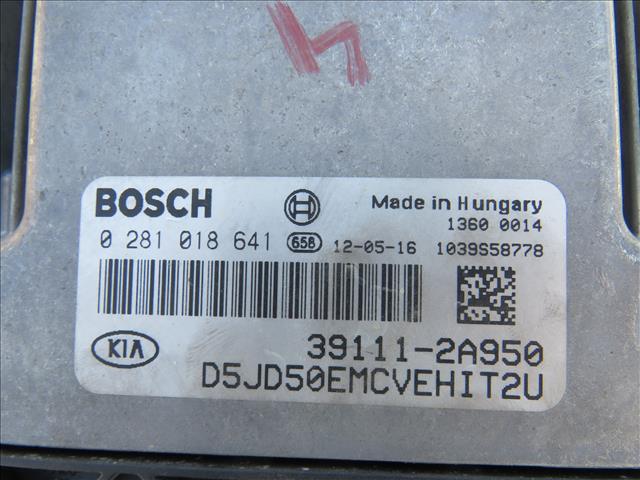 BOSCH
Made in Hungary
1360 0014
0 281 018 641 658 12-05-16 1039S58778
KIA
39111-2A950
D5JD50EMCVEHIT2U